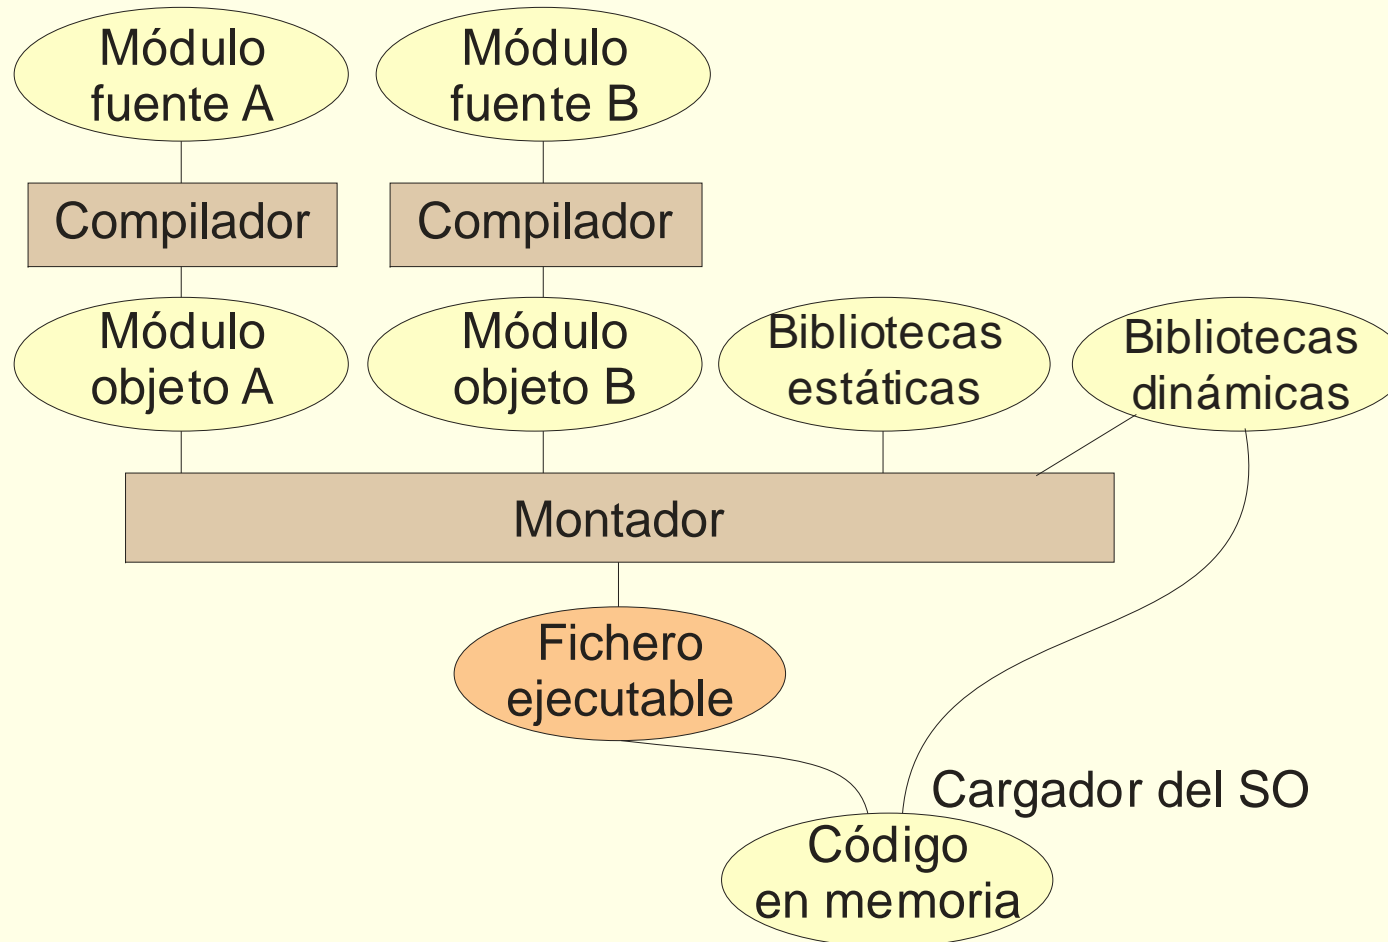 Módulo
fuente A
Módulo
fuente B
Compilador
Compilador
Módulo
objeto A
Módulo
objeto B
Bibliotecas
estáticas
Bibliotecas
dinámicas
Montador
Fichero
ejecutable
Cargador del SO
Código
en memoria